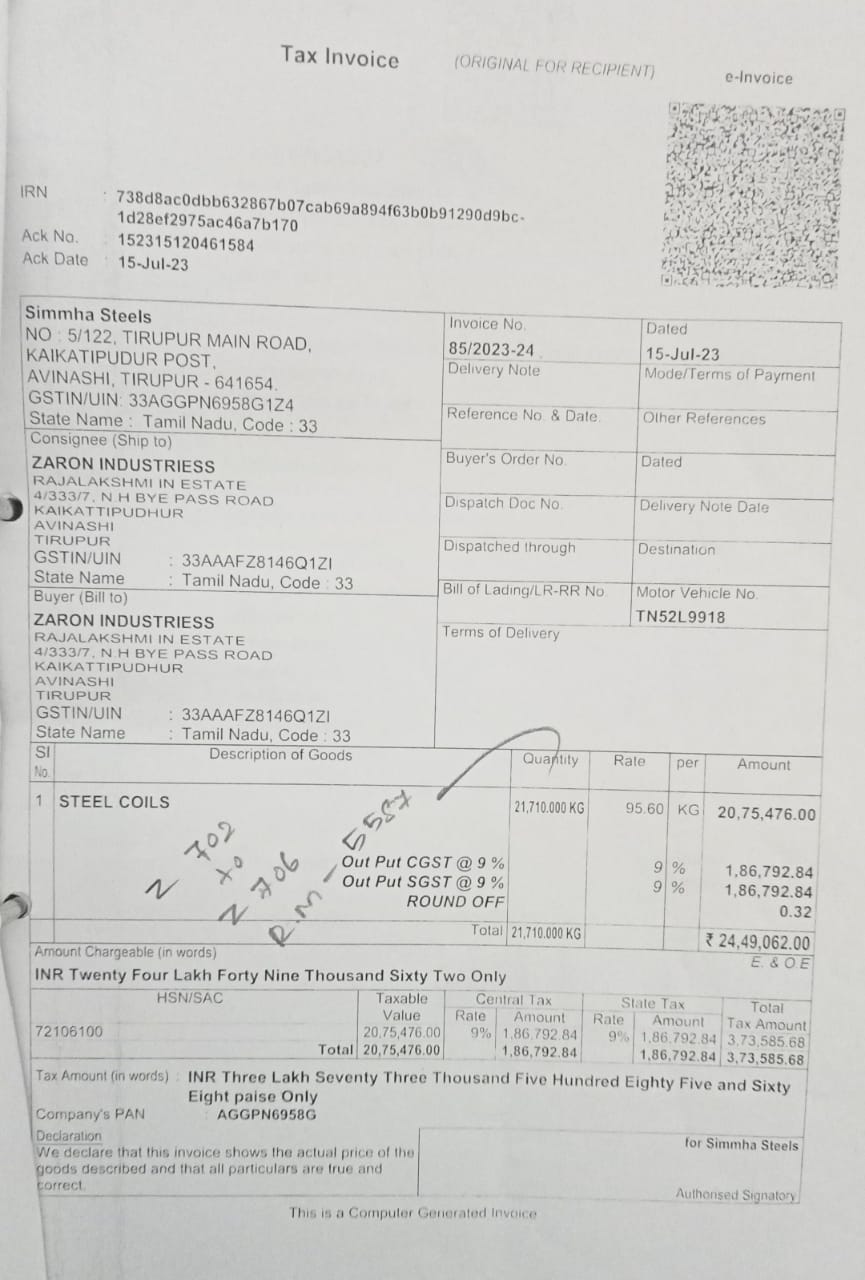 Tax Invoice (ORIGINAL FOR RECIPIENT) e-Invoice
IRN : 738d8ac0dbb632867b07cab69a894f63b0b91290d9bc-
1d28ef2975ac46a7b170
Ack No. : 152315120461584
Ack Date : 15-Jul-23
Simmha Steels
NO : 5/122, TIRUPUR MAIN ROAD,
KAIKATIPUDUR POST,
AVINASHI, TIRUPUR - 641654.
GSTIN/UIN: 33AGGPN6958G1Z4
State Name : Tamil Nadu, Code : 33
Invoice No. Dated
85/2023-24 15-Jul-23
Delivery Note Mode/Terms of Payment
Reference No. & Date. Other References
Consignee (Ship to)
ZARON INDUSTRIESS
RAJALAKSHMI IN ESTATE
4/333/7, N.H BYE PASS ROAD
KAIKATTIPUDHUR
AVINASHI
TIRUPUR
GSTIN/UIN : 33AAAFZ8146Q1ZI
State Name : Tamil Nadu, Code : 33
Buyer's Order No. Dated
Dispatch Doc No. Delivery Note Date
Dispatched through Destination
Bill of Lading/LR-RR No. Motor Vehicle No.
TN52L9918
Terms of Delivery
Buyer (Bill to)
ZARON INDUSTRIESS
RAJALAKSHMI IN ESTATE
4/333/7, N.H BYE PASS ROAD
KAIKATTIPUDHUR
AVINASHI
TIRUPUR
GSTIN/UIN : 33AAAFZ8146Q1ZI
State Name : Tamil Nadu, Code : 33
Sl No. Description of Goods Quantity Rate per Amount
1 STEEL COILS 21,710.000 KG 95.60 KG 20,75,476.00
N 702
To
N 706
Out Put CGST @ 9 % 9 % 1,86,792.84
Out Put SGST @ 9 % 9 % 1,86,792.84
ROUND OFF 0.32
Total 21,710.000 KG ₹ 24,49,062.00
Amount Chargeable (in words) E. & O.E
INR Twenty Four Lakh Forty Nine Thousand Sixty Two Only
HSN/SAC Taxable Value Central Tax State Tax Total Tax Amount
Rate Amount Rate Amount
72106100 20,75,476.00 9% 1,86,792.84 9% 1,86,792.84 3,73,585.68
Total 20,75,476.00 1,86,792.84 1,86,792.84 3,73,585.68
Tax Amount (in words) : INR Three Lakh Seventy Three Thousand Five Hundred Eighty Five and Sixty
Eight paise Only
Company's PAN : AGGPN6958G
Declaration
We declare that this invoice shows the actual price of the
goods described and that all particulars are true and
correct.
for Simmha Steels
Authorised Signatory
This is a Computer Generated Invoice